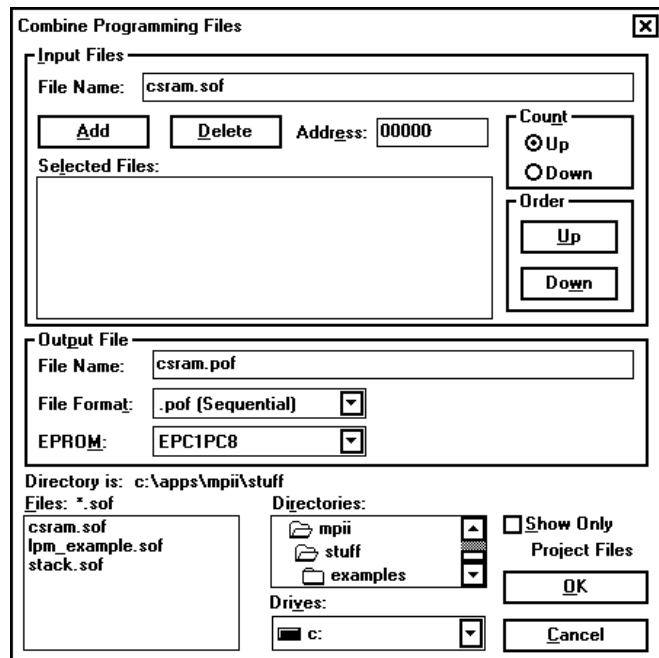 Combine Programming Files
Input Files
File Name: csram.sof
Add Delete Address: 00000
Count
Up
Down
Selected Files:
Order
Up
Down
Output File
File Name: csram.pof
File Format: .pof (Sequential)
EPROM: EPC1PC8
Directory is: c:\apps\mpii\stuff
Files: *.sof
csram.sof
lpm_example.sof
stack.sof
Directories:
mpii
stuff
examples
Drives:
c:
Show Only
Project Files
OK
Cancel